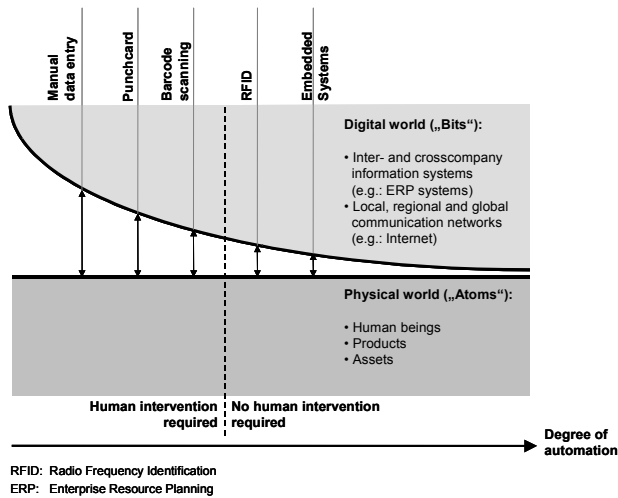 Manual
data entry
Punchcard
Barcode
scanning
RFID
Embedded
Systems
Digital world („Bits“):
• Inter- and crosscompany
information systems
(e.g.: ERP systems)
• Local, regional and global
communication networks
(e.g.: Internet)
Physical world („Atoms“):
• Human beings
• Products
• Assets
Human intervention
required
No human intervention
required
Degree of
automation
RFID: Radio Frequency Identification
ERP: Enterprise Resource Planning